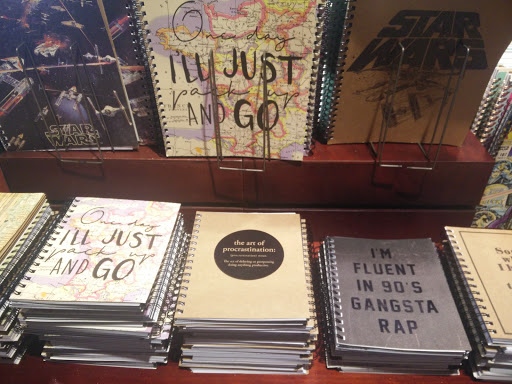 STAR
WARS
One day
I'LL JUST
pack up
AND GO
STAR
WARS
One day
I'LL JUST
pack up
AND GO
the art of
procrastination:
I'M
FLUENT
IN 90'S
GANGSTA
RAP